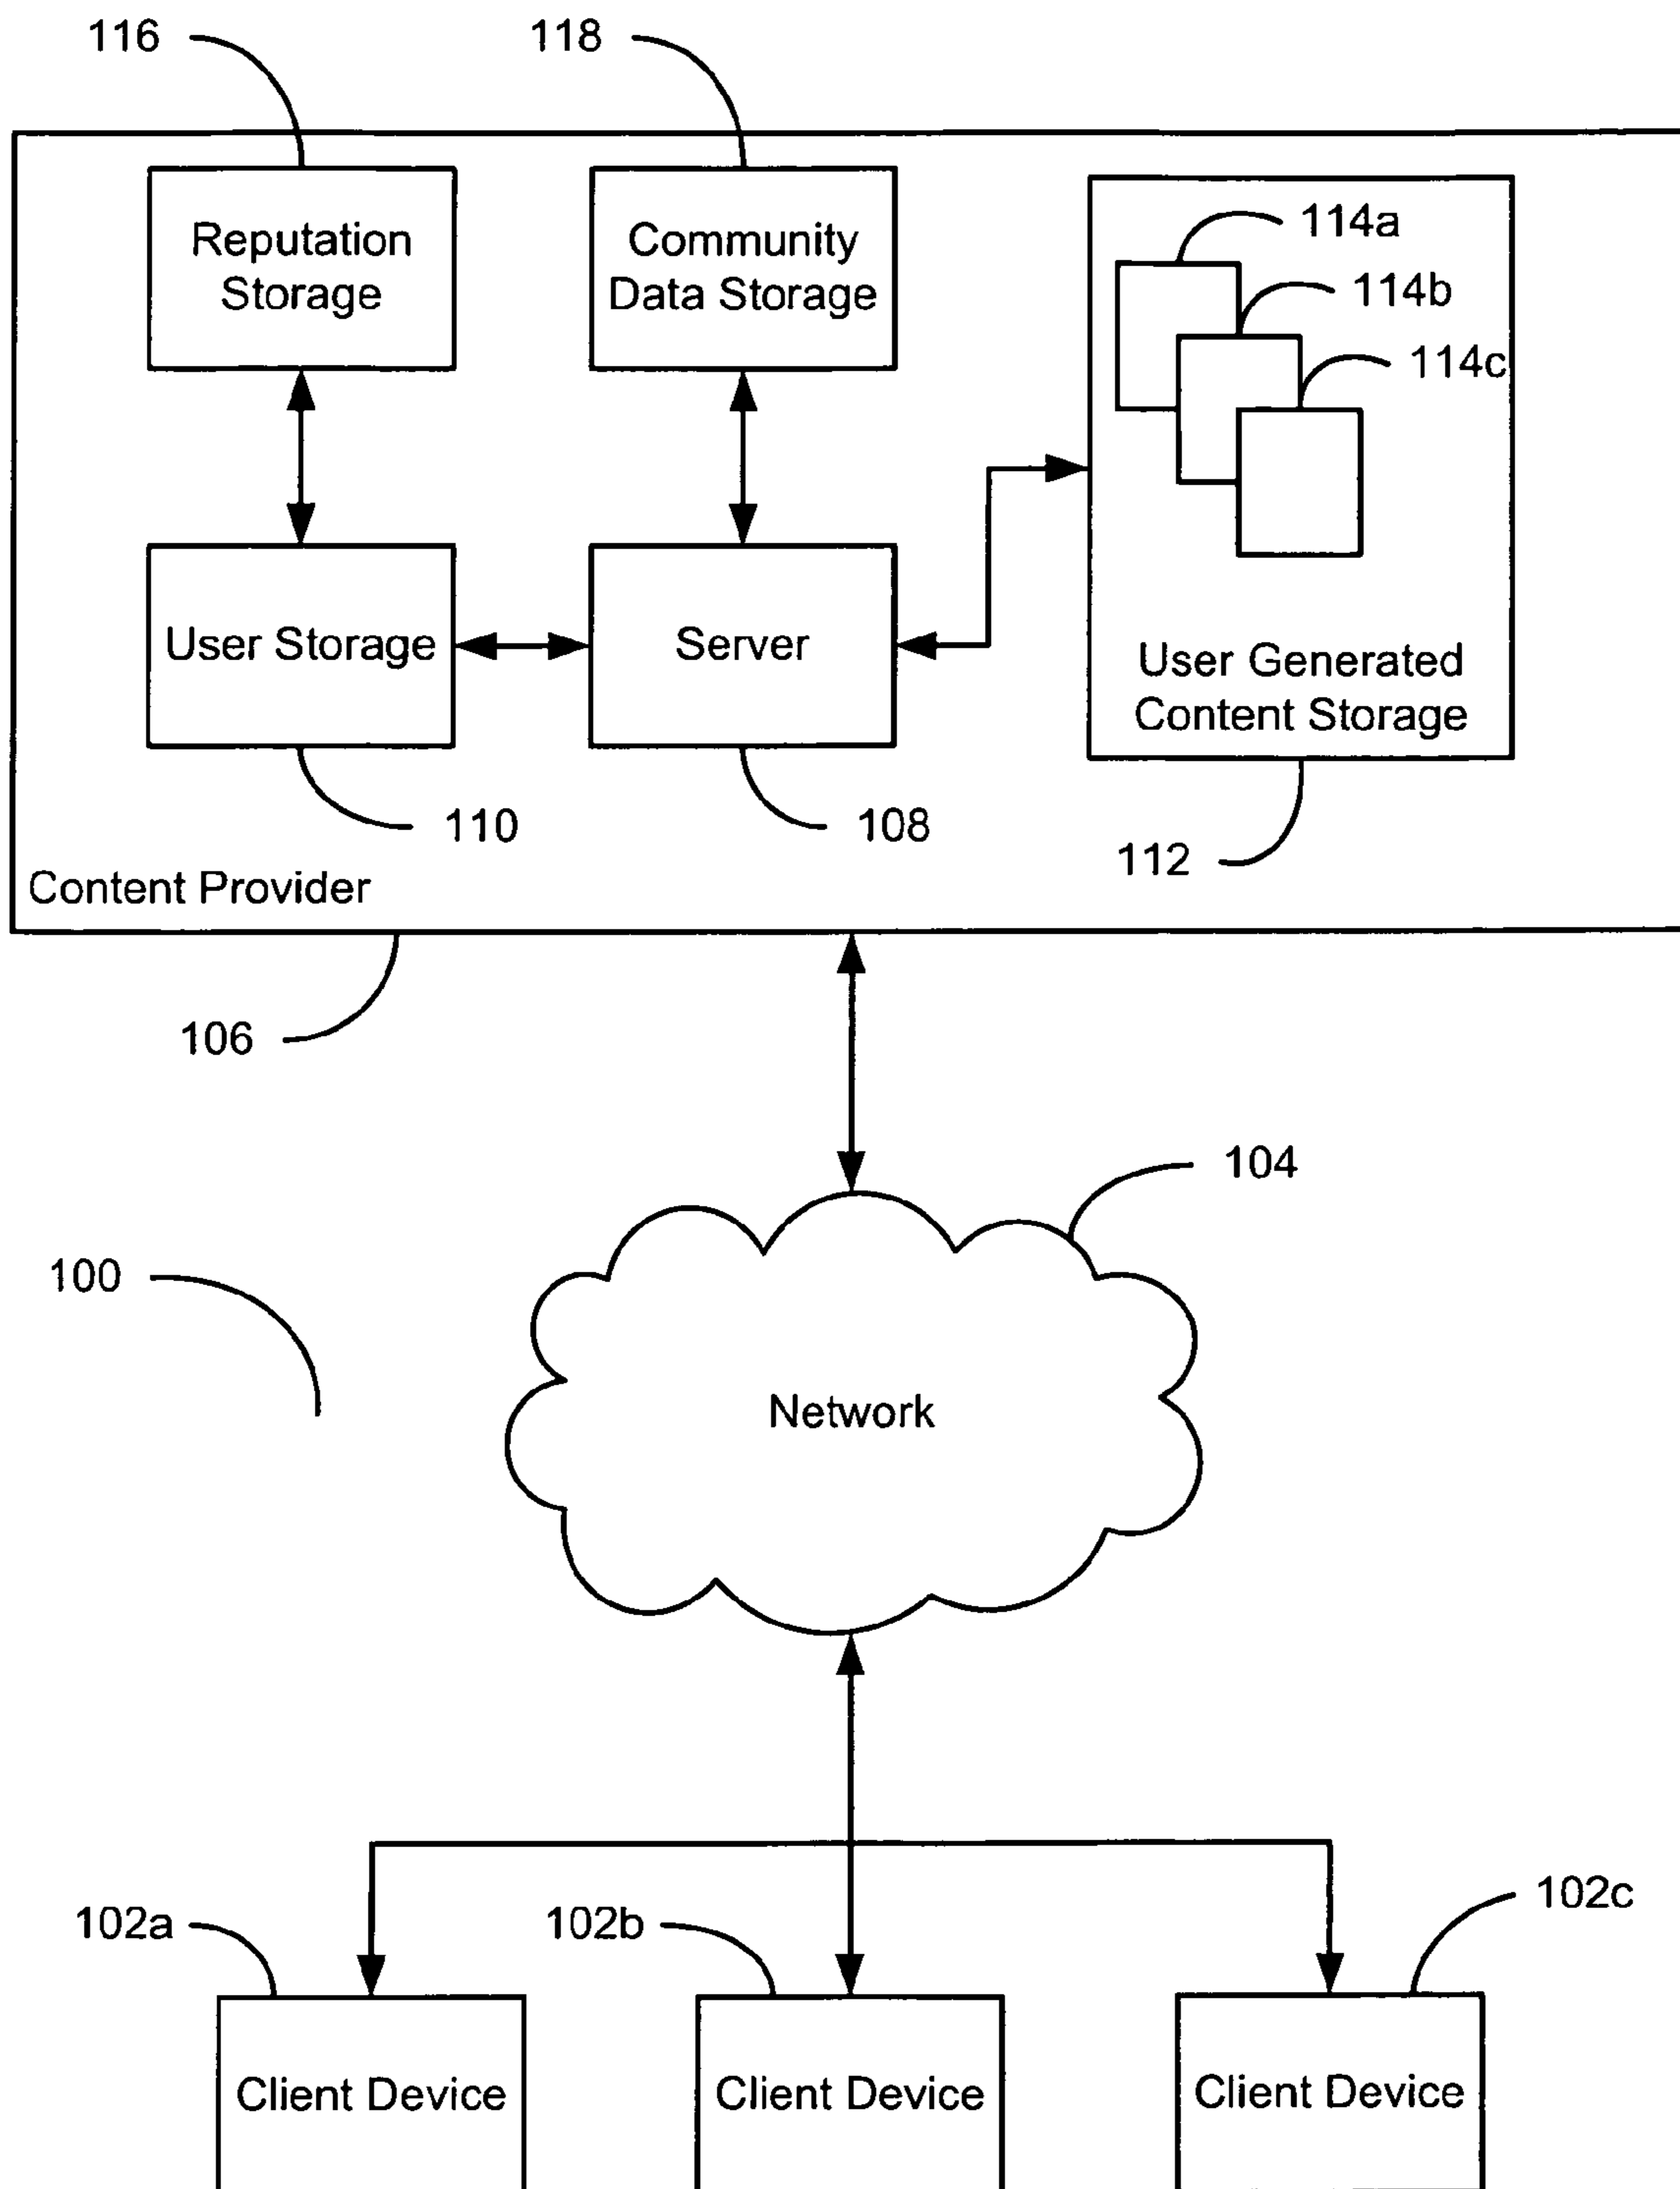 116
118
Reputation
Storage
Community
Data Storage
114a
114b
114c
User Storage
Server
User Generated
Content Storage
110
108
112
Content Provider
106
104
100
Network
102a
102b
102c
Client Device
Client Device
Client Device